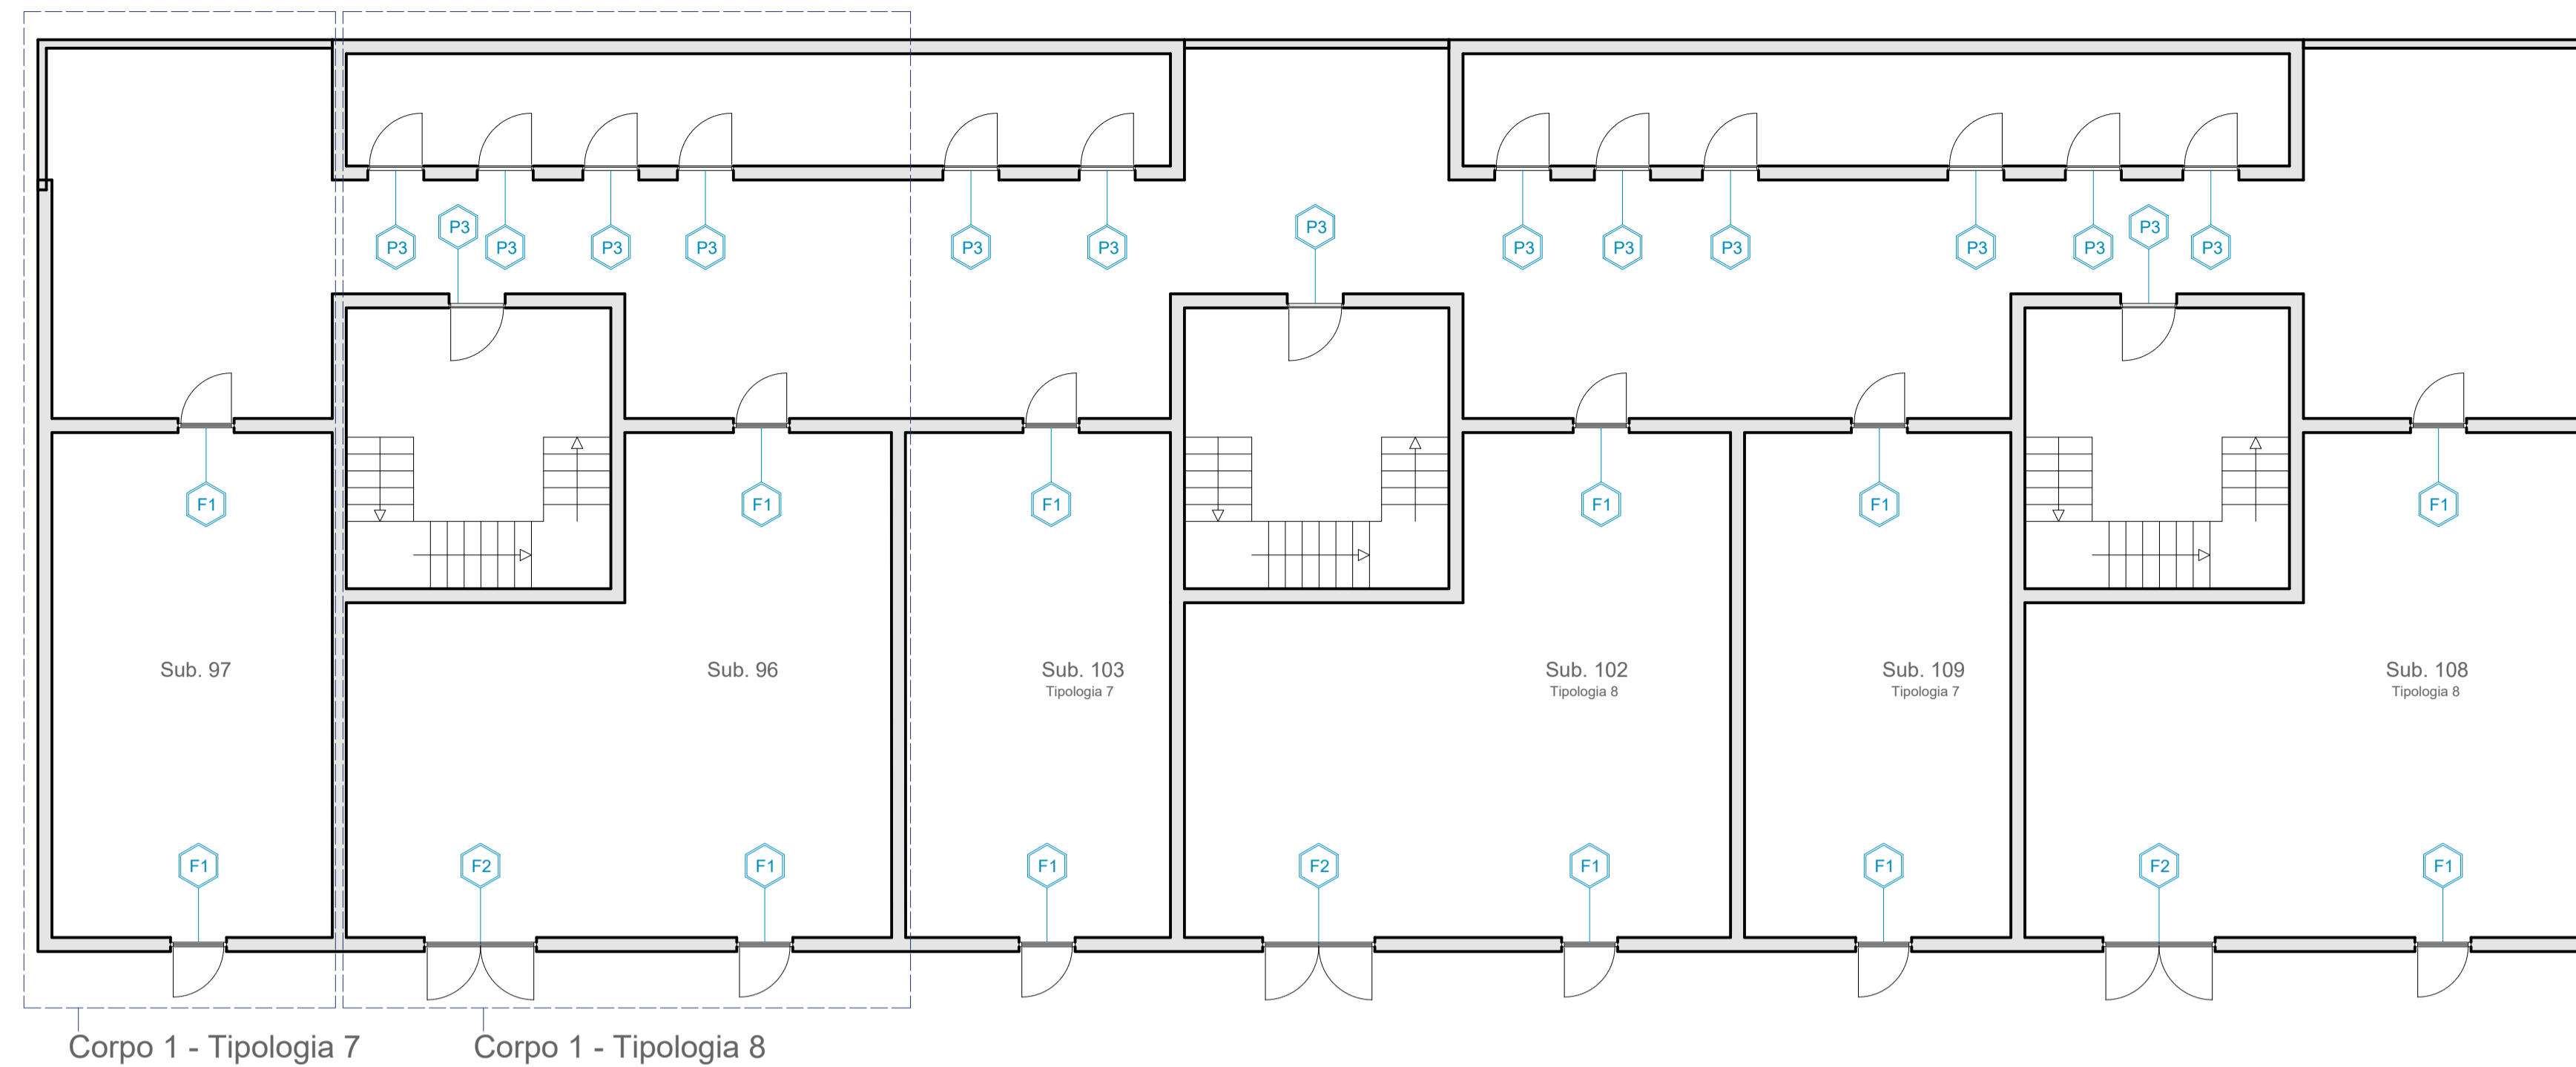 P3 P3 P3
P3 P3 P3 P3 P3 P3 P3 P3 P3 P3 P3 P3
F1 F1 F1 F1 F1 F1
Sub. 97 Sub. 96 Sub. 103 Sub. 102 Sub. 109 Sub. 108
Tipologia 7 Tipologia 8 Tipologia 7 Tipologia 8
F1 F2 F1 F1 F2 F1 F1 F2 F1
Corpo 1 - Tipologia 7 Corpo 1 - Tipologia 8